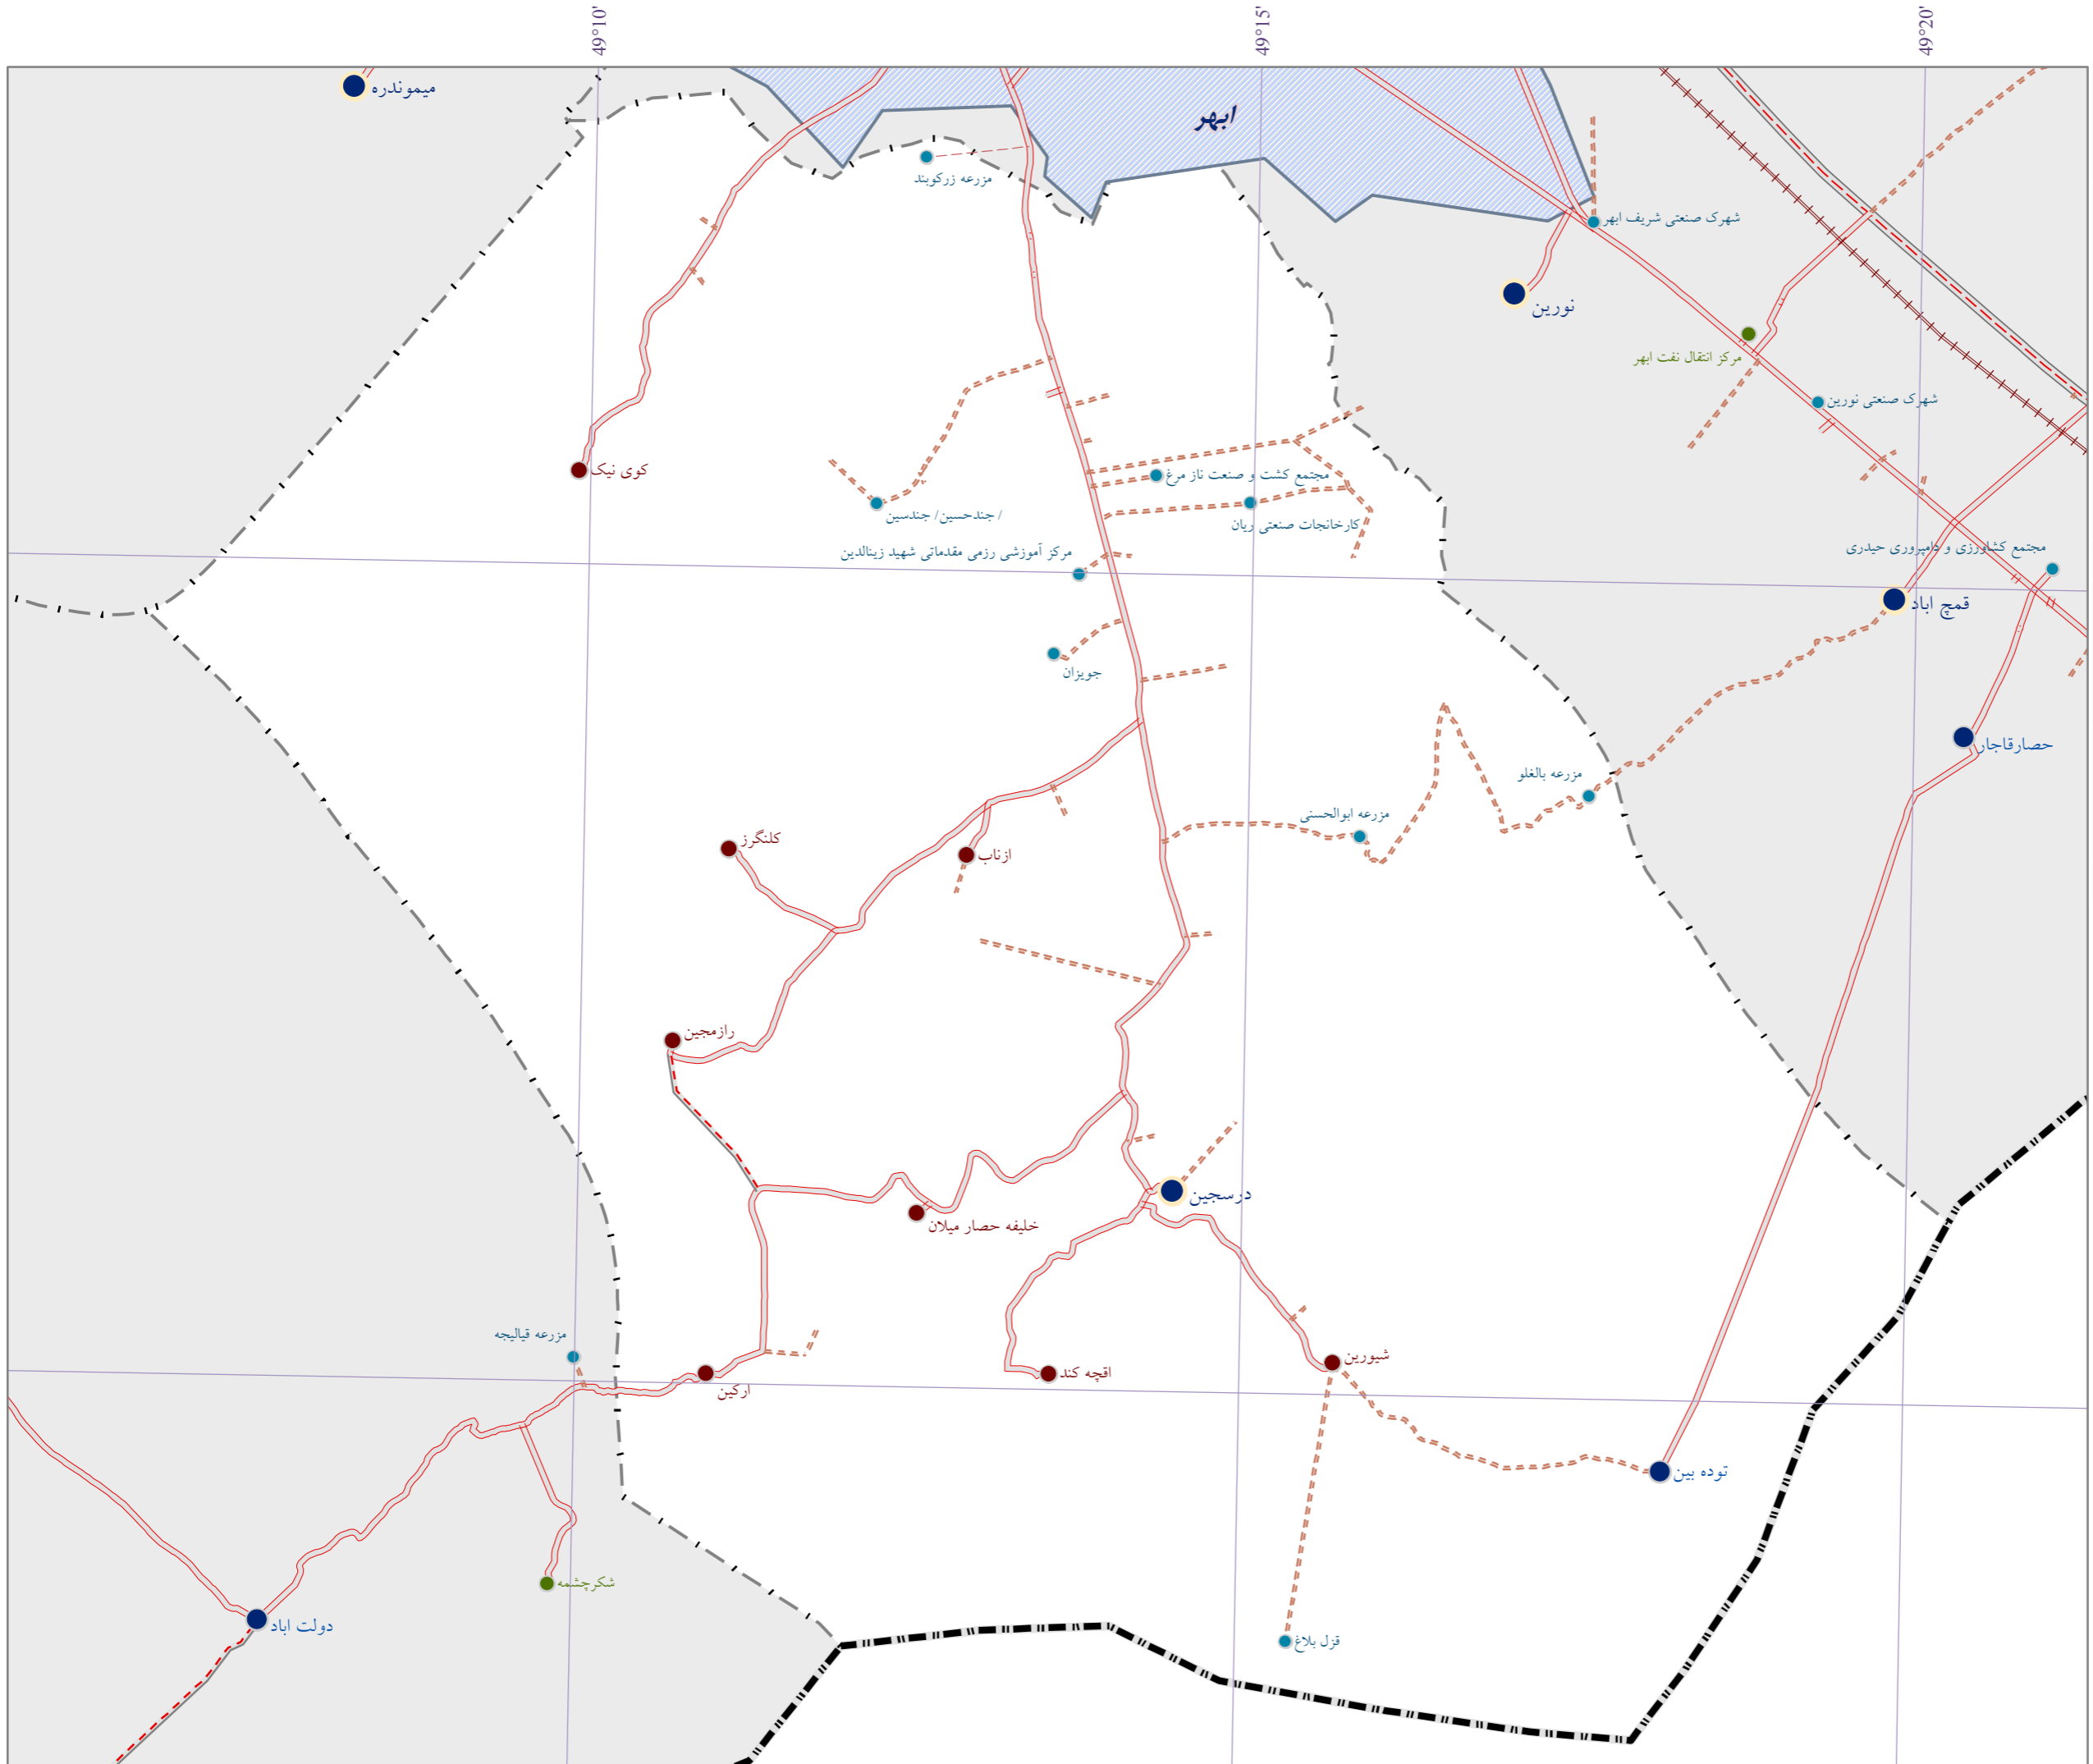 49°10'
49°15'
49°20'
میموندره
ابهر
مزرعه زرکوبند
شهرک صنعتی شریف ابهر
نورین
مرکز انتقال نفت ابهر
شهرک صنعتی نورین
کوی نیک
مجتمع کشت و صنعت ناز مرغ
جندحسین/ جندسین /
کارخانجات صنعتی ریان
مرکز آموزشی رزمی مقدماتی شهید زینالدین
مجتمع کشاورزی و دامپروری حیدری
قمچ اباد
جویزان
حصارقاجار
مزرعه بالغلو
مزرعه ابوالحسنی
کلنگرز
ازناب
رازمجین
درسجین
خلیفه حصار میلان
مزرعه قیالیجه
شیورین
اقچه کند
ارکین
توده بین
شکرچشمه
دولت اباد
قزل بلاغ